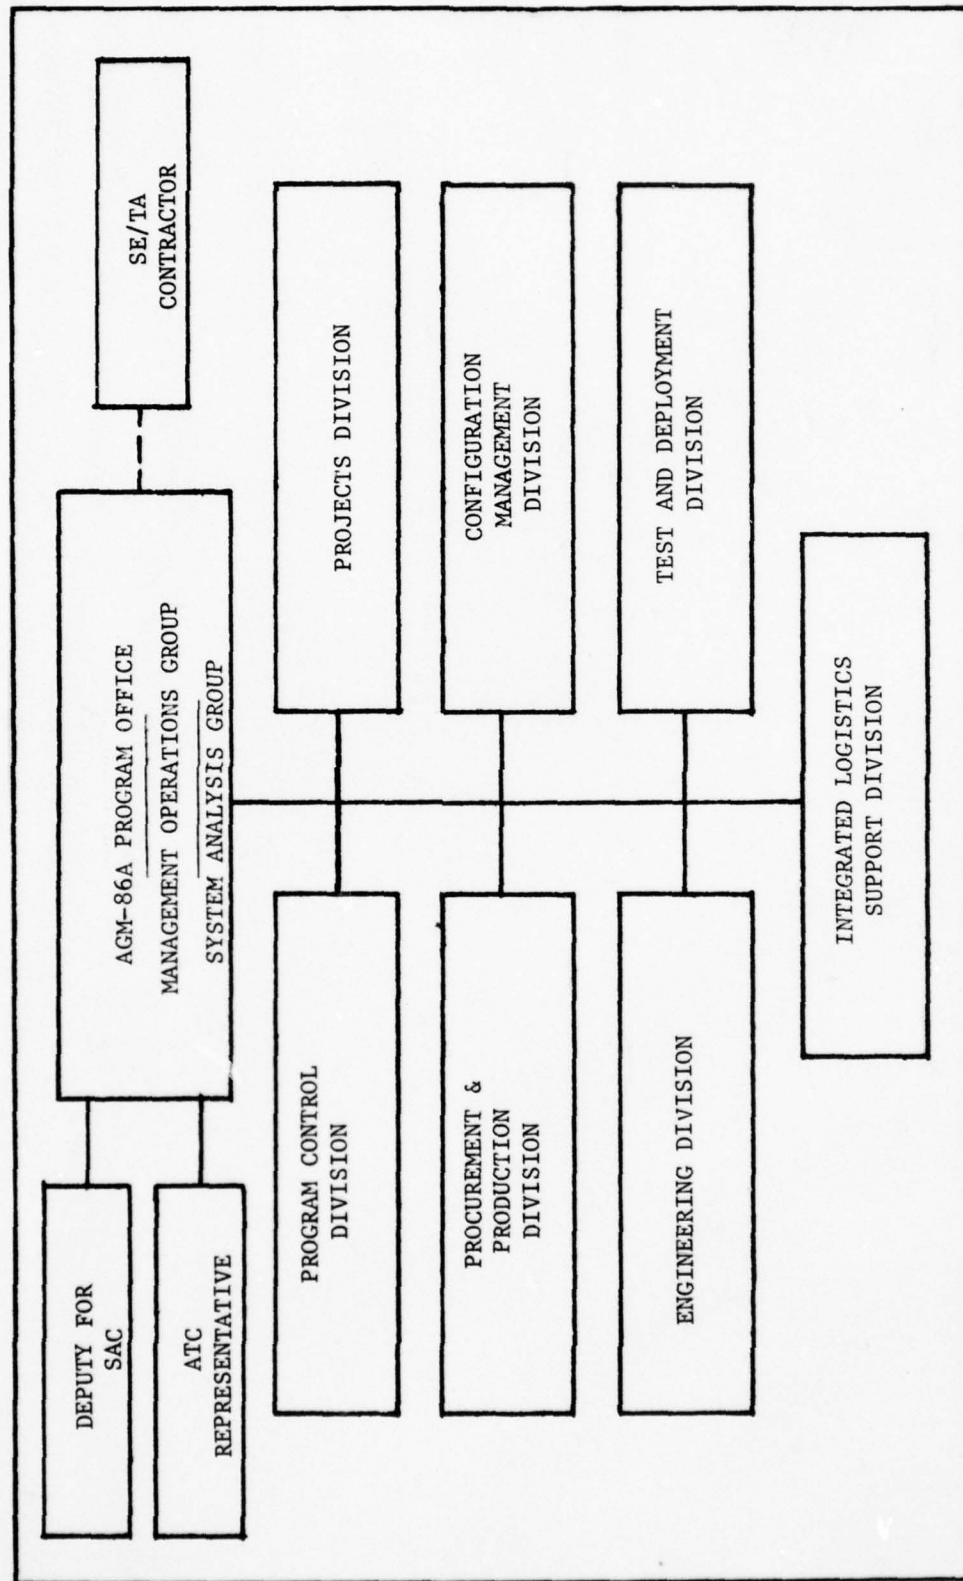 DEPUTY FOR
SAC
ATC
REPRESENTATIVE
AGM-86A PROGRAM OFFICE
MANAGEMENT OPERATIONS GROUP
SYSTEM ANALYSIS GROUP
SE/TA
CONTRACTOR
PROGRAM CONTROL
DIVISION
PROJECTS DIVISION
PROCUREMENT &
PRODUCTION
DIVISION
CONFIGURATION
MANAGEMENT
DIVISION
ENGINEERING DIVISION
TEST AND DEPLOYMENT
DIVISION
INTEGRATED LOGISTICS
SUPPORT DIVISION